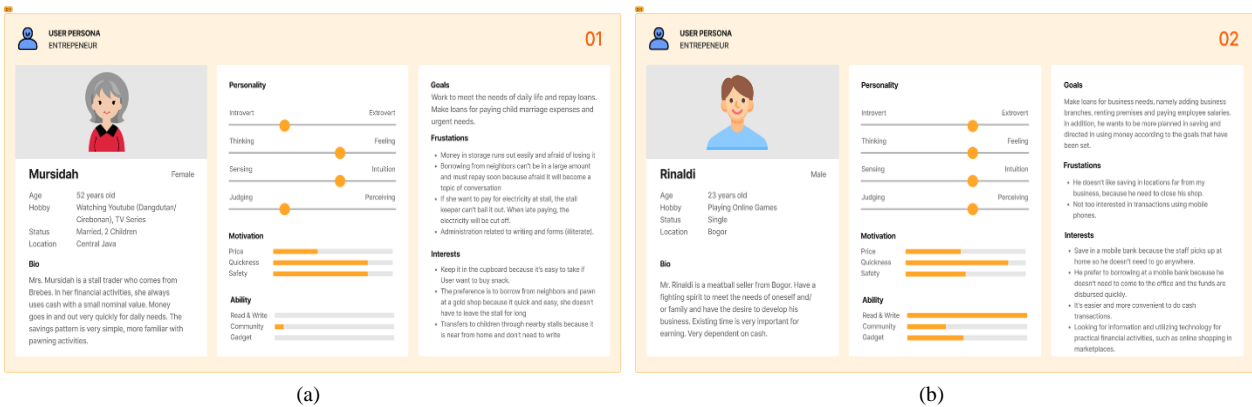 USER PERSONA
ENTREPENEUR
01
Mursidah
Female
Age 52 years old
Hobby Watching Youtube (Dangdutan/
Cirebonan), TV Series
Status Married, 2 Children
Location Central Java
Bio
Mrs. Mursidah is a stall trader who comes from
Brebes. In her financial activities, she always
uses cash with a small nominal value. Money
goes in and out very quickly for daily needs. The
savings pattern is very simple, more familiar with
pawning activities.
Personality
Introvert Extrovert
Thinking Feeling
Sensing Intuition
Judging Perceiving
Motivation
Price
Quickness
Safety
Ability
Read & Write
Community
Gadget
Goals
Work to meet the needs of daily life and repay loans.
Make loans for paying child marriage expenses and
urgent needs.
Frustations
• Money in storage runs out easily and afraid of losing it
• Borrowing from neighbors can't be in a large amount
and must repay soon because afraid it will become a
topic of conversation
• If she want to pay for electricity at stall, the stall
keeper can't bail it out. When late paying, the
electricity will be cut off.
• Administration related to writing and forms (illiterate).
Interests
• Keep it in the cupboard because it's easy to take if
User want to buy snack.
• The preference is to borrow from neighbors and pawn
at a gold shop because it quick and easy, she doesn't
have to leave the stall for long
• Transfers to children through nearby stalls because it
is near from home and don't need to write
(a)
USER PERSONA
ENTREPENEUR
02
Rinaldi
Male
Age 23 years old
Hobby Playing Online Games
Status Single
Location Bogor
Bio
Mr. Rinaldi is a meatball seller from Bogor. Have a
fighting spirit to meet the needs of oneself and/
or family and have the desire to develop his
business. Existing time is very important for
earning. Very dependent on cash.
Personality
Introvert Extrovert
Thinking Feeling
Sensing Intuition
Judging Perceiving
Motivation
Price
Quickness
Safety
Ability
Read & Write
Community
Gadget
Goals
Make loans for business needs, namely adding business
branches, renting premises and paying employee salaries.
In addition, he wants to be more planned in saving and
directed in using money according to the goals that have
been set.
Frustations
• He doesn't like saving in locations far from my
business, because he need to close his shop.
• Not too interested in transactions using mobile
phones.
Interests
• Save in a mobile bank because the staff picks up at
home so he doesn't need to go anywhere.
• He prefer to borrowing at a mobile bank because he
doesn't need to come to the office and the funds are
disbursed quickly.
• It's easier and more convenient to do cash
transactions.
• Looking for information and utilizing technology for
practical financial activities, such as online shopping in
marketplaces.
(b)